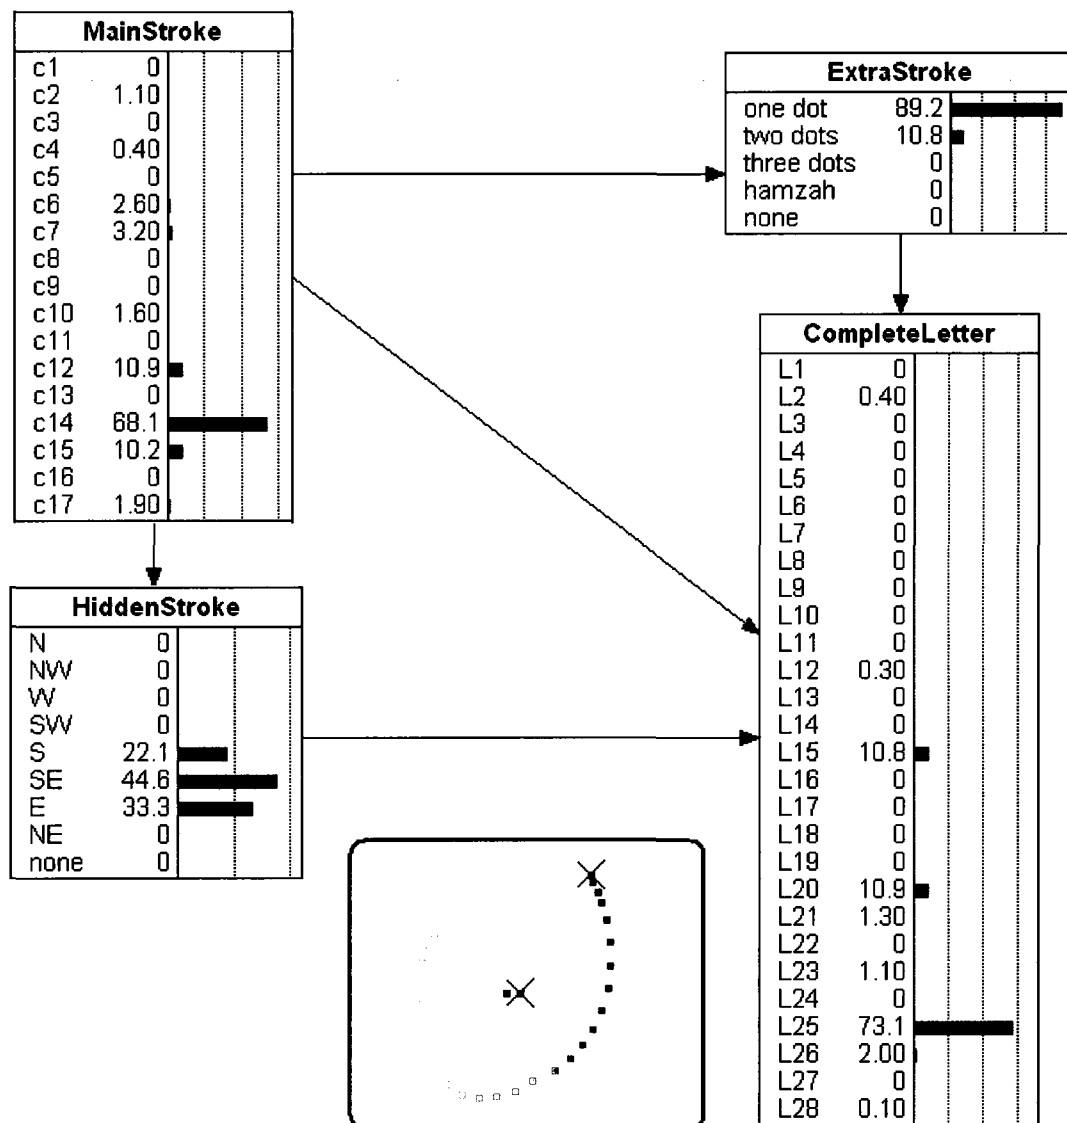 MainStroke
c1 0
c2 1.10
c3 0
c4 0.40
c5 0
c6 2.60
c7 3.20
c8 0
c9 0
c10 1.60
c11 0
c12 10.9
c13 0
c14 68.1
c15 10.2
c16 0
c17 1.90
ExtraStroke
one dot 89.2
two dots 10.8
three dots 0
hamzah 0
none 0
HiddenStroke
N 0
NW 0
W 0
SW 0
S 22.1
SE 44.6
E 33.3
NE 0
none 0
CompleteLetter
L1 0
L2 0.40
L3 0
L4 0
L5 0
L6 0
L7 0
L8 0
L9 0
L10 0
L11 0
L12 0.30
L13 0
L14 0
L15 10.8
L16 0
L17 0
L18 0
L19 0
L20 10.9
L21 1.30
L22 0
L23 1.10
L24 0
L25 73.1
L26 2.00
L27 0
L28 0.10